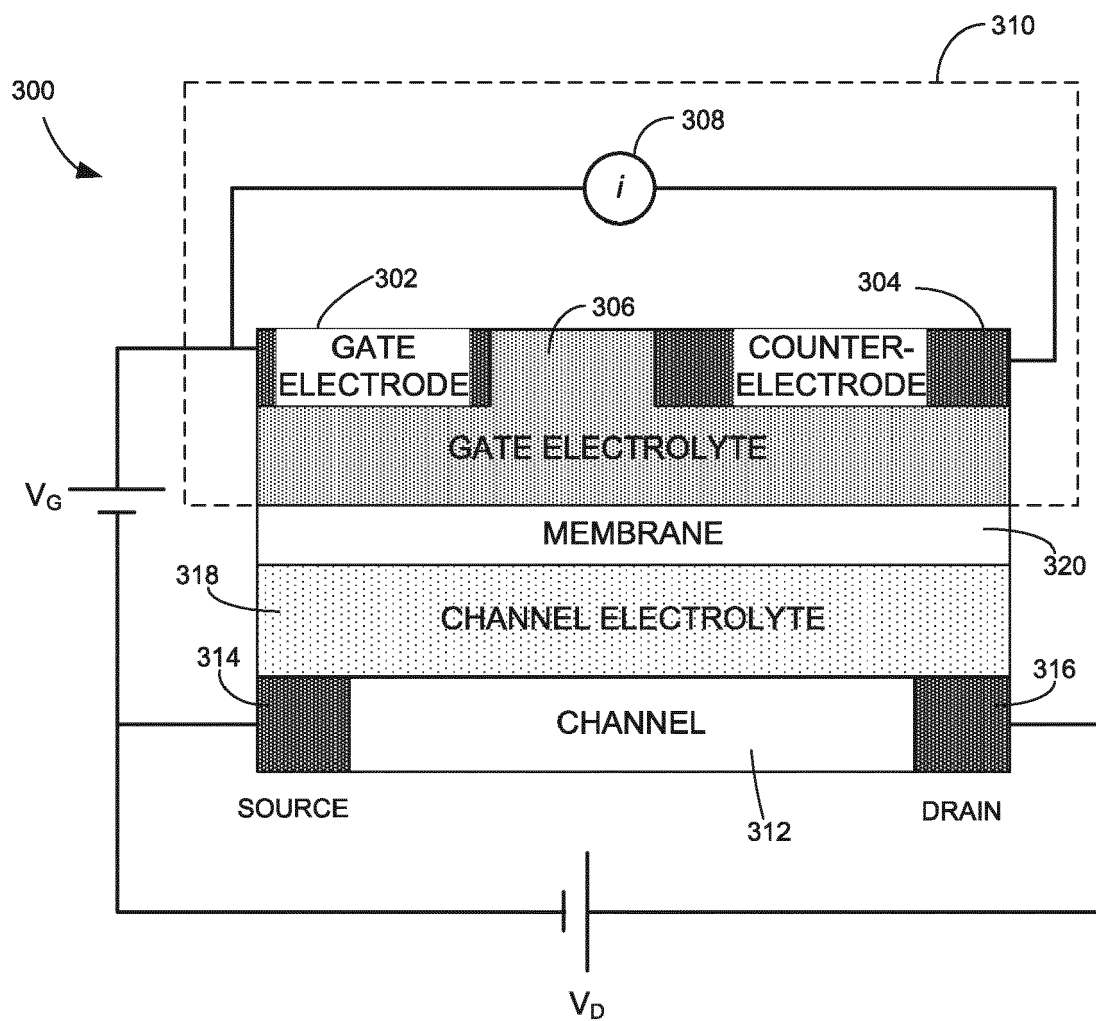 310
300
308
i
302
306
304
GATE
ELECTRODE
COUNTER-
ELECTRODE
GATE ELECTROLYTE
VG
MEMBRANE
320
318
CHANNEL ELECTROLYTE
314
316
CHANNEL
SOURCE
312
DRAIN
VD